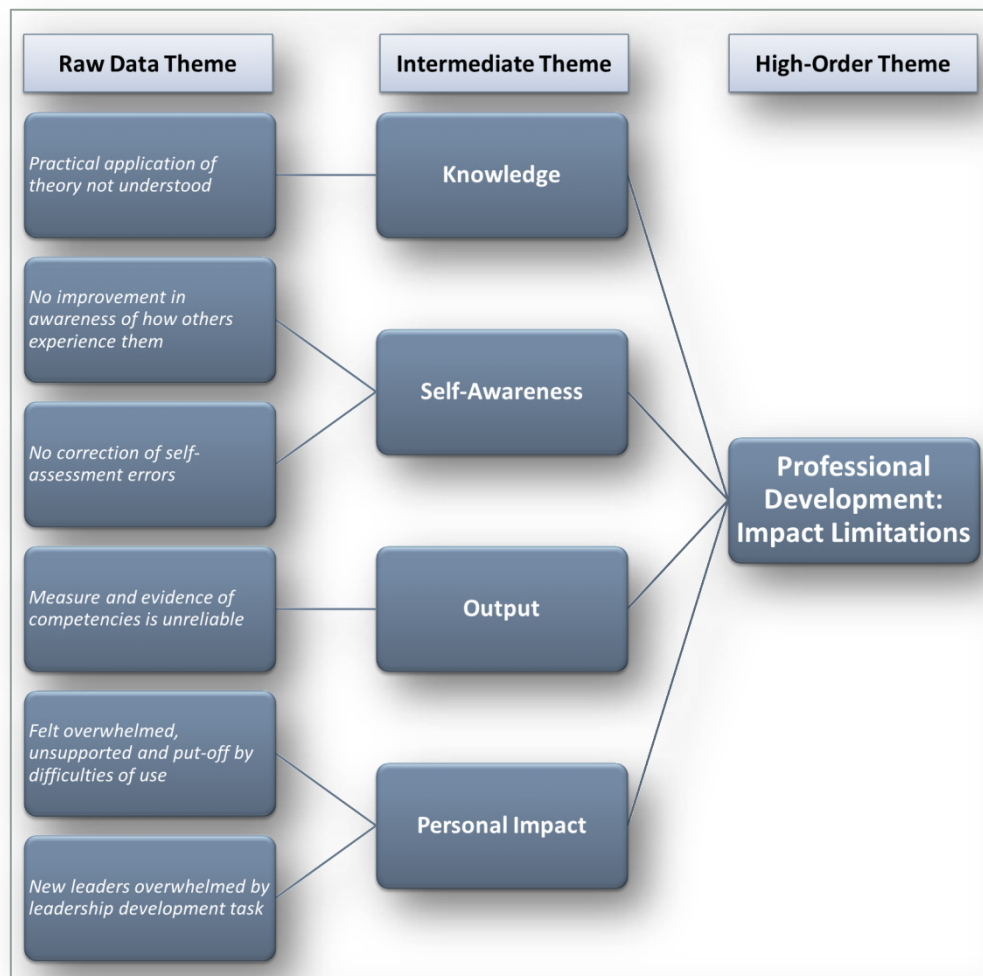 Raw Data Theme
Intermediate Theme
High-Order Theme
Practical application of
theory not understood
Knowledge
No improvement in
awareness of how others
experience them
Self-Awareness
No correction of self-
assessment errors
Professional
Development:
Impact Limitations
Measure and evidence of
competencies is unreliable
Output
Felt overwhelmed,
unsupported and put-off by
difficulties of use
Personal Impact
New leaders overwhelmed by
leadership development task